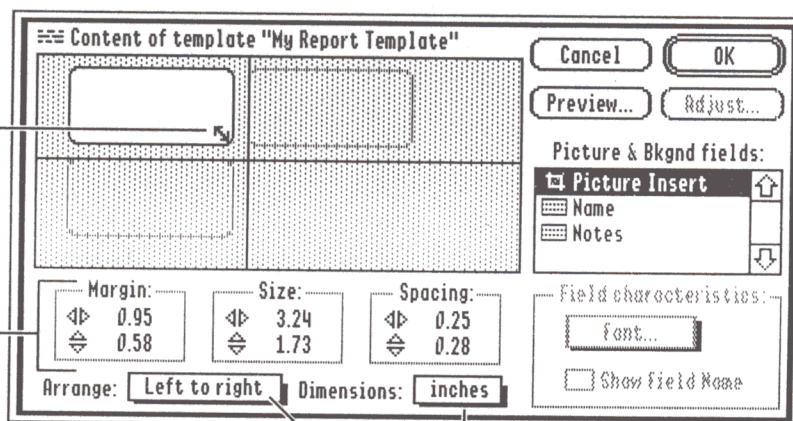 Content of template "My Report Template"
Cancel
OK
Preview...
Adjust...
Picture & Bkgnd fields:
Picture Insert
Name
Notes
Margin:
0.95
0.58
Size:
3.24
1.73
Spacing:
0.25
0.28
Field characteristics:
Font...
Show Field Name
Arrange: Left to right Dimensions: inches